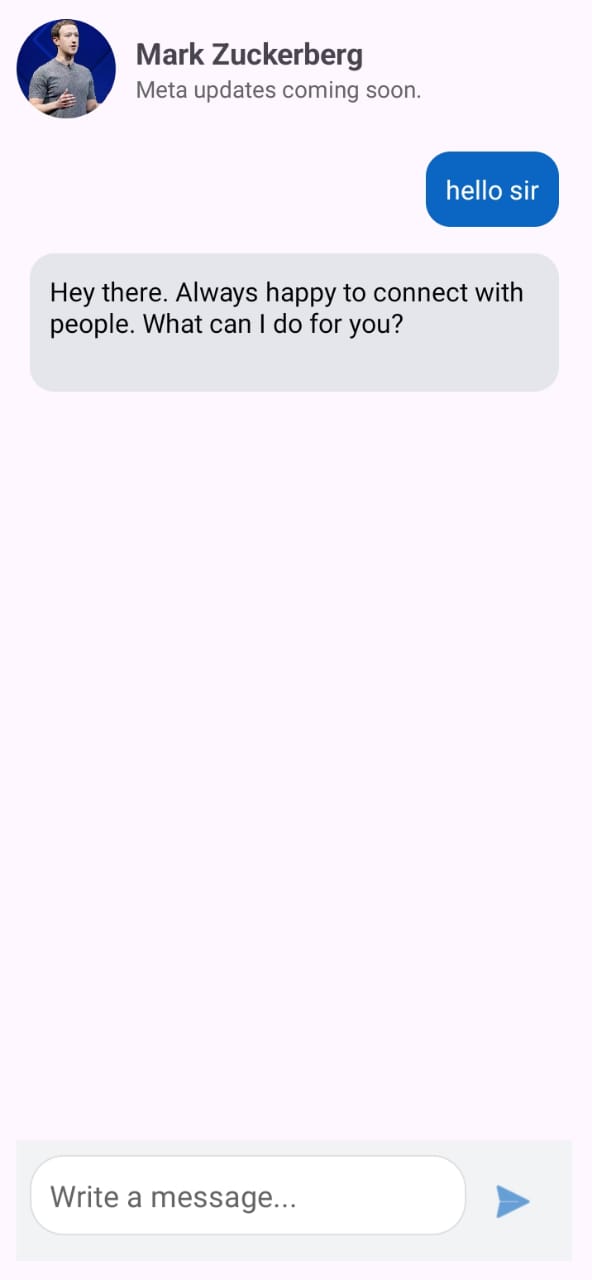 Mark Zuckerberg
Meta updates coming soon.
hello sir
Hey there. Always happy to connect with
people. What can I do for you?
Write a message...